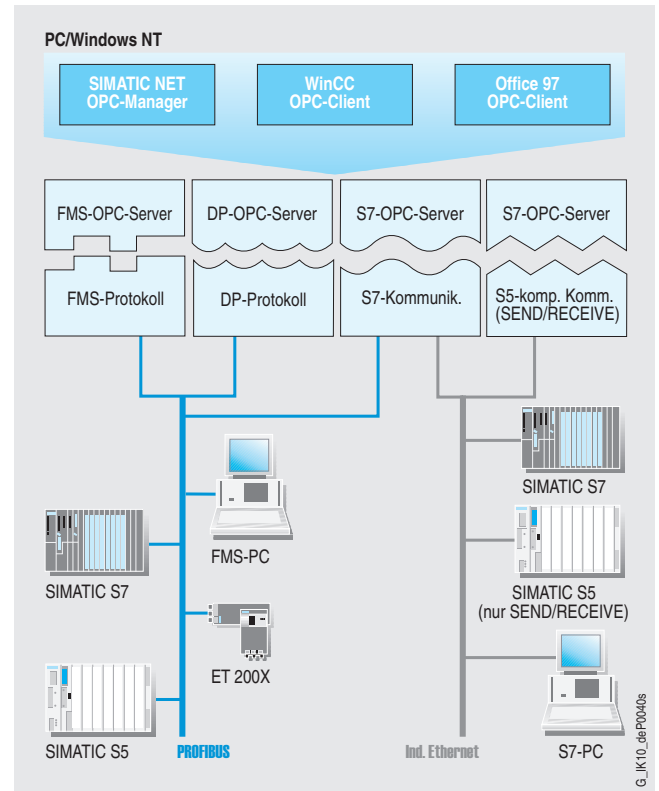 PC/Windows NT
SIMATIC NET
OPC-Manager
WinCC
OPC-Client
Office 97
OPC-Client
FMS-OPC-Server
DP-OPC-Server
S7-OPC-Server
S7-OPC-Server
FMS-Protokoll
DP-Protokoll
S7-Kommunik.
S5-komp. Komm.
(SEND/RECEIVE)
SIMATIC S7
FMS-PC
SIMATIC S7
SIMATIC S5
(nur SEND/RECEIVE)
ET 200X
SIMATIC S5
PROFIBUS
Ind. Ethernet
S7-PC
G_IK10_deP0040s